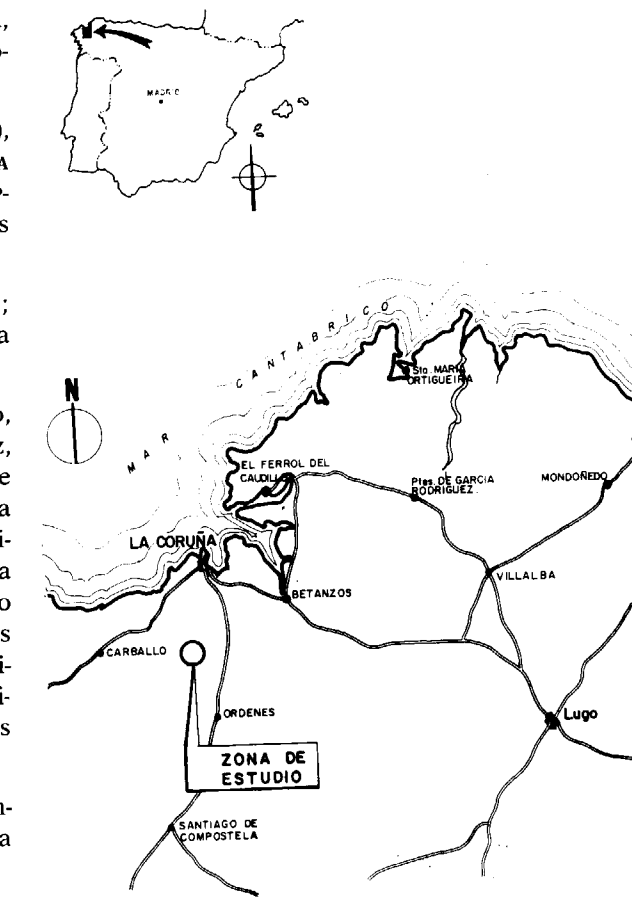 MADRID
MAR CANTABRICO
N
Sta. MARIA
ORTIGUEIRA
EL FERROL DEL
CAUDILLO
Ptes. DE GARCIA
RODRIGUEZ
MONDOÑEDO
LA CORUÑA
VILLALBA
BETANZOS
CARBALLO
ORDENES
Lugo
ZONA DE
ESTUDIO
SANTIAGO DE
COMPOSTELA